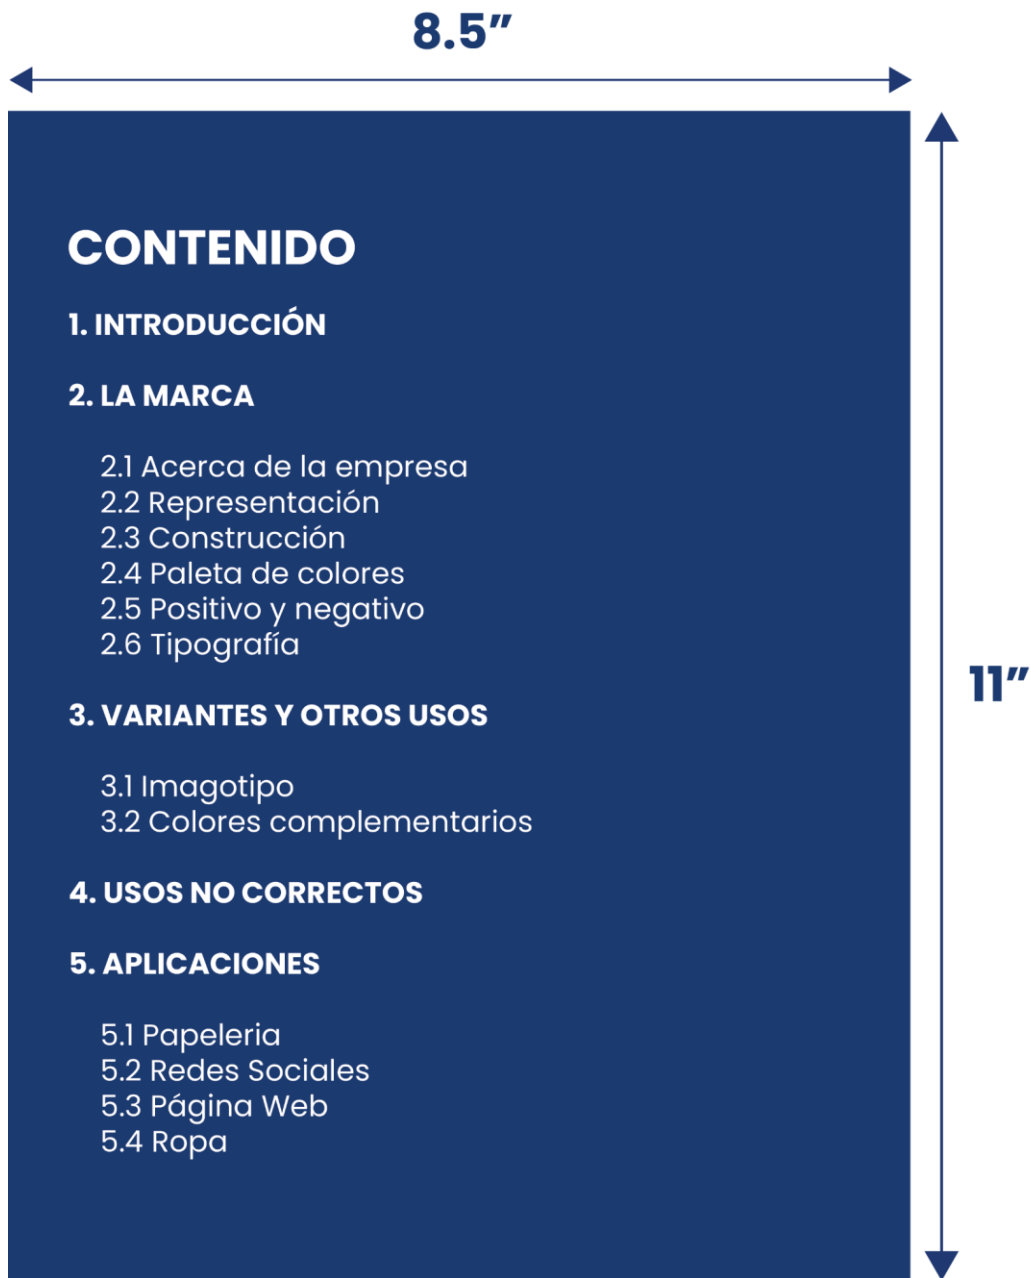 8.5”
CONTENIDO
1. INTRODUCCIÓN
2. LA MARCA
2.1 Acerca de la empresa
2.2 Representación
2.3 Construcción
2.4 Paleta de colores
2.5 Positivo y negativo
2.6 Tipografía
11”
3. VARIANTES Y OTROS USOS
3.1 Imagotipo
3.2 Colores complementarios
4. USOS NO CORRECTOS
5. APLICACIONES
5.1 Papeleria
5.2 Redes Sociales
5.3 Página Web
5.4 Ropa